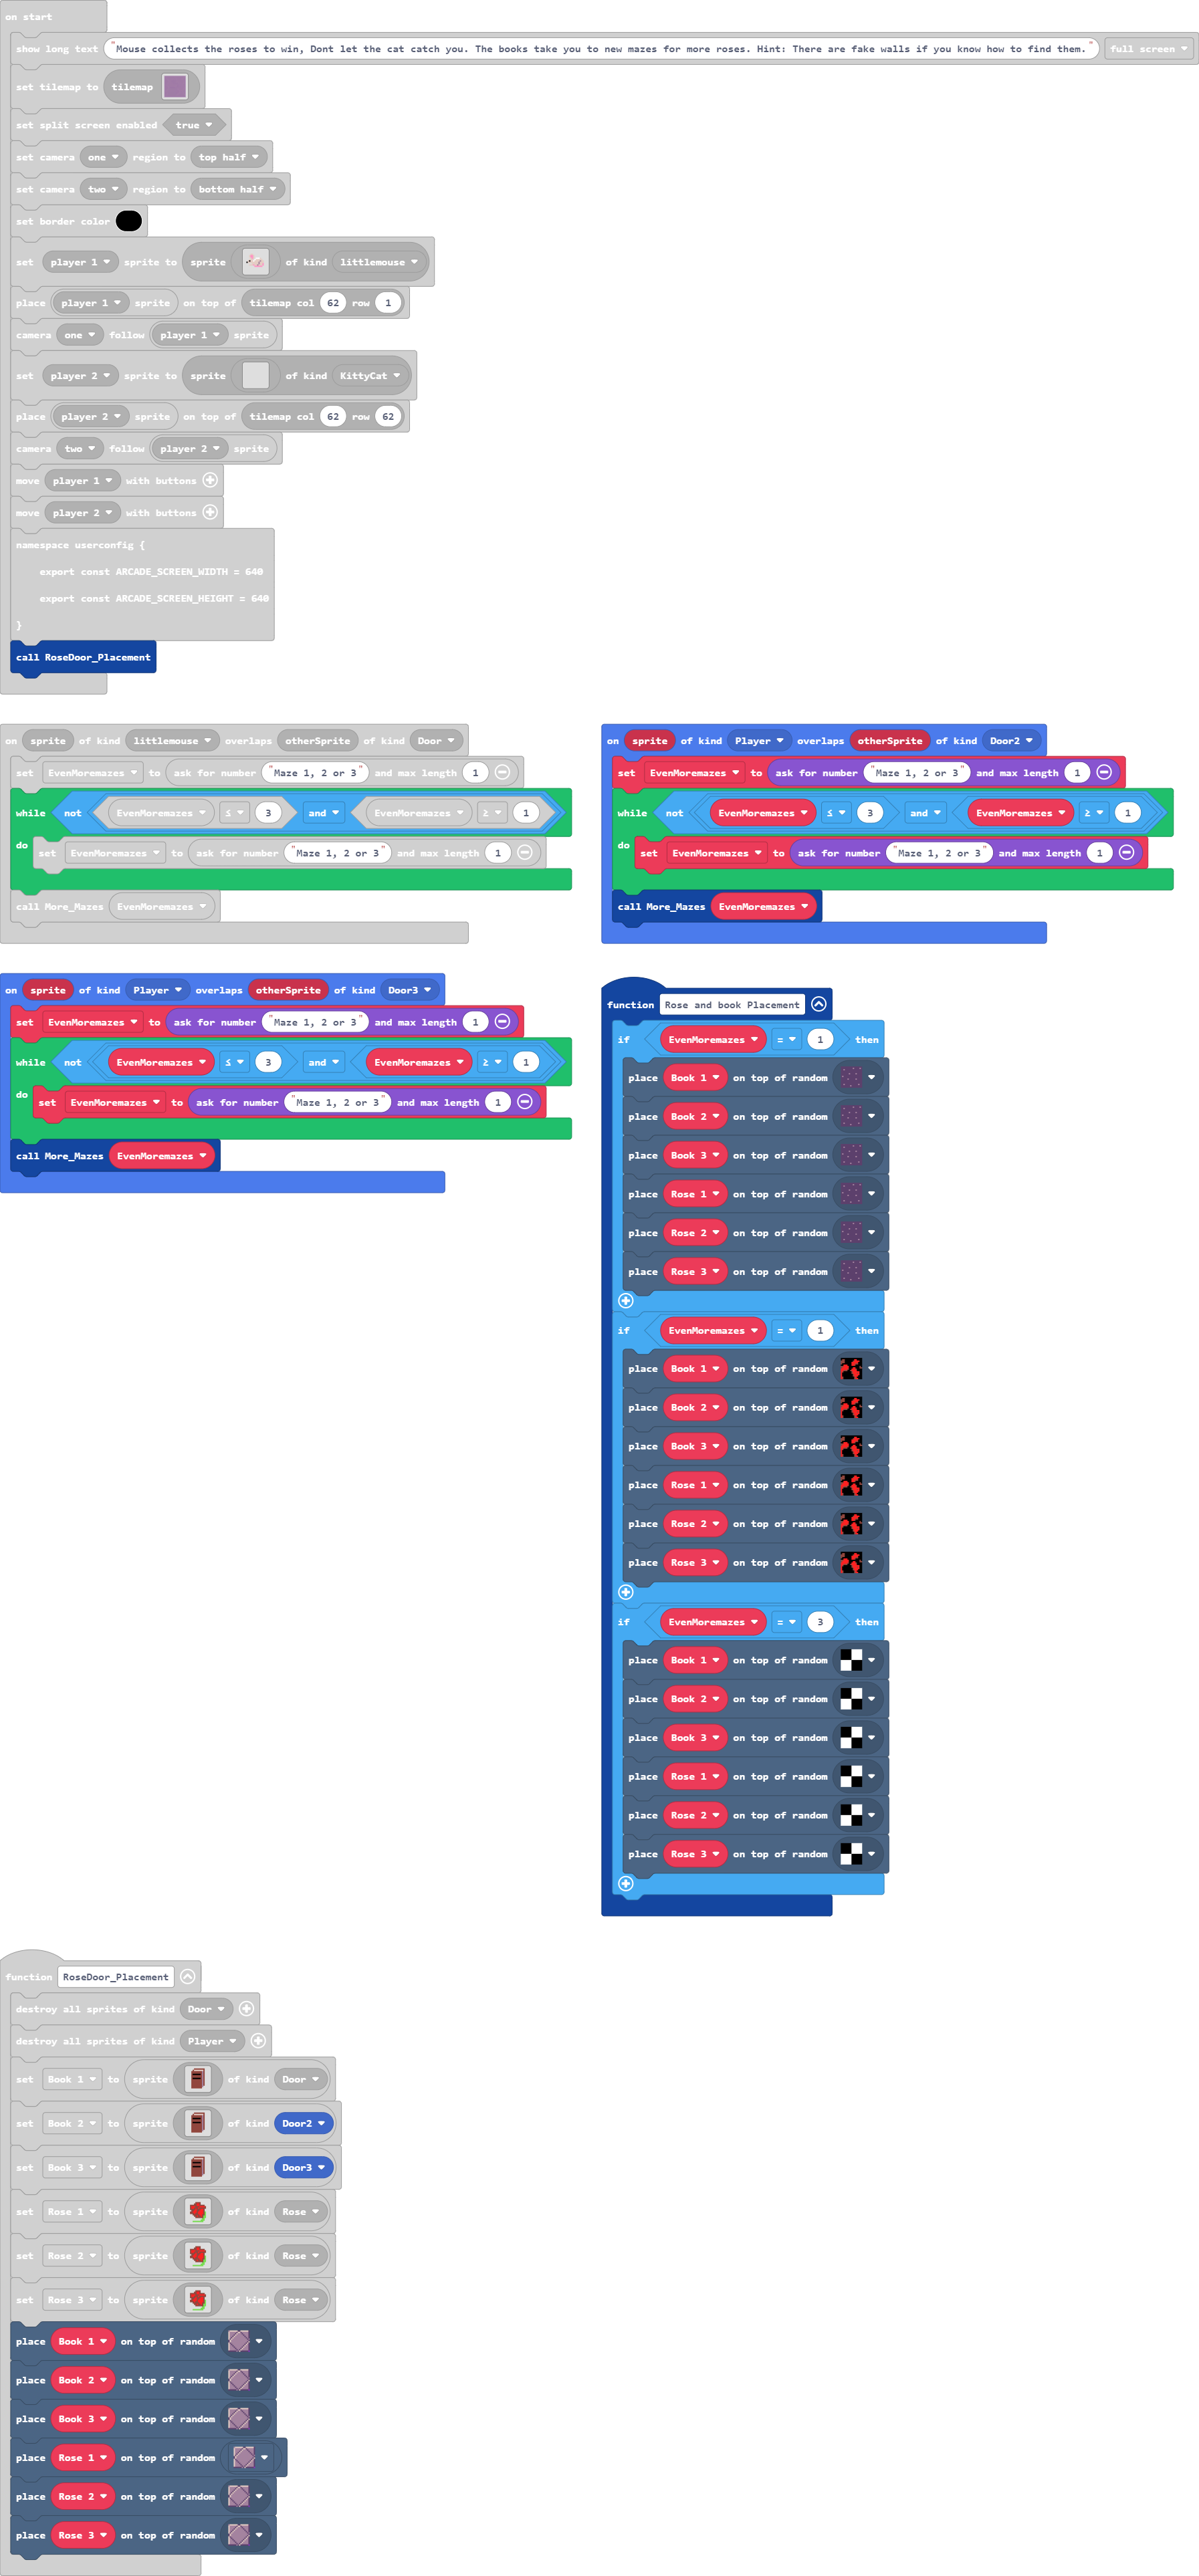 on start
show long text "Mouse collects the roses to win, Dont let the cat catch you. The books take you to new mazes for more roses. Hint: There are fake walls if you know how to find them." full screen
set tilemap to tilemap
set split screen enabled true
set camera one region to top half
set camera two region to bottom half
set border color
set player 1 sprite to sprite of kind littlemouse
place player 1 sprite on top of tilemap col 62 row 1
camera one follow player 1 sprite
set player 2 sprite to sprite of kind KittyCat
place player 2 sprite on top of tilemap col 62 row 62
camera two follow player 2 sprite
move player 1 with buttons
move player 2 with buttons
namespace userconfig {
export const ARCADE_SCREEN_WIDTH = 640
export const ARCADE_SCREEN_HEIGHT = 640
}
call RoseDoor_Placement
on sprite of kind littlemouse overlaps otherSprite of kind Door
set EvenMoremazes to ask for number "Maze 1, 2 or 3" and max length 1
while not EvenMoremazes ≤ 3 and EvenMoremazes ≥ 1
do set EvenMoremazes to ask for number "Maze 1, 2 or 3" and max length 1
call More_Mazes EvenMoremazes
on sprite of kind Player overlaps otherSprite of kind Door2
set EvenMoremazes to ask for number "Maze 1, 2 or 3" and max length 1
while not EvenMoremazes ≤ 3 and EvenMoremazes ≥ 1
do set EvenMoremazes to ask for number "Maze 1, 2 or 3" and max length 1
call More_Mazes EvenMoremazes
on sprite of kind Player overlaps otherSprite of kind Door3
set EvenMoremazes to ask for number "Maze 1, 2 or 3" and max length 1
while not EvenMoremazes ≤ 3 and EvenMoremazes ≥ 1
do set EvenMoremazes to ask for number "Maze 1, 2 or 3" and max length 1
call More_Mazes EvenMoremazes
function Rose and book Placement
if EvenMoremazes = 1 then
place Book 1 on top of random
place Book 2 on top of random
place Book 3 on top of random
place Rose 1 on top of random
place Rose 2 on top of random
place Rose 3 on top of random
if EvenMoremazes = 1 then
place Book 1 on top of random
place Book 2 on top of random
place Book 3 on top of random
place Rose 1 on top of random
place Rose 2 on top of random
place Rose 3 on top of random
if EvenMoremazes = 3 then
place Book 1 on top of random
place Book 2 on top of random
place Book 3 on top of random
place Rose 1 on top of random
place Rose 2 on top of random
place Rose 3 on top of random
function RoseDoor_Placement
destroy all sprites of kind Door
destroy all sprites of kind Player
set Book 1 to sprite of kind Door
set Book 2 to sprite of kind Door2
set Book 3 to sprite of kind Door3
set Rose 1 to sprite of kind Rose
set Rose 2 to sprite of kind Rose
set Rose 3 to sprite of kind Rose
place Book 1 on top of random
place Book 2 on top of random
place Book 3 on top of random
place Rose 1 on top of random
place Rose 2 on top of random
place Rose 3 on top of random